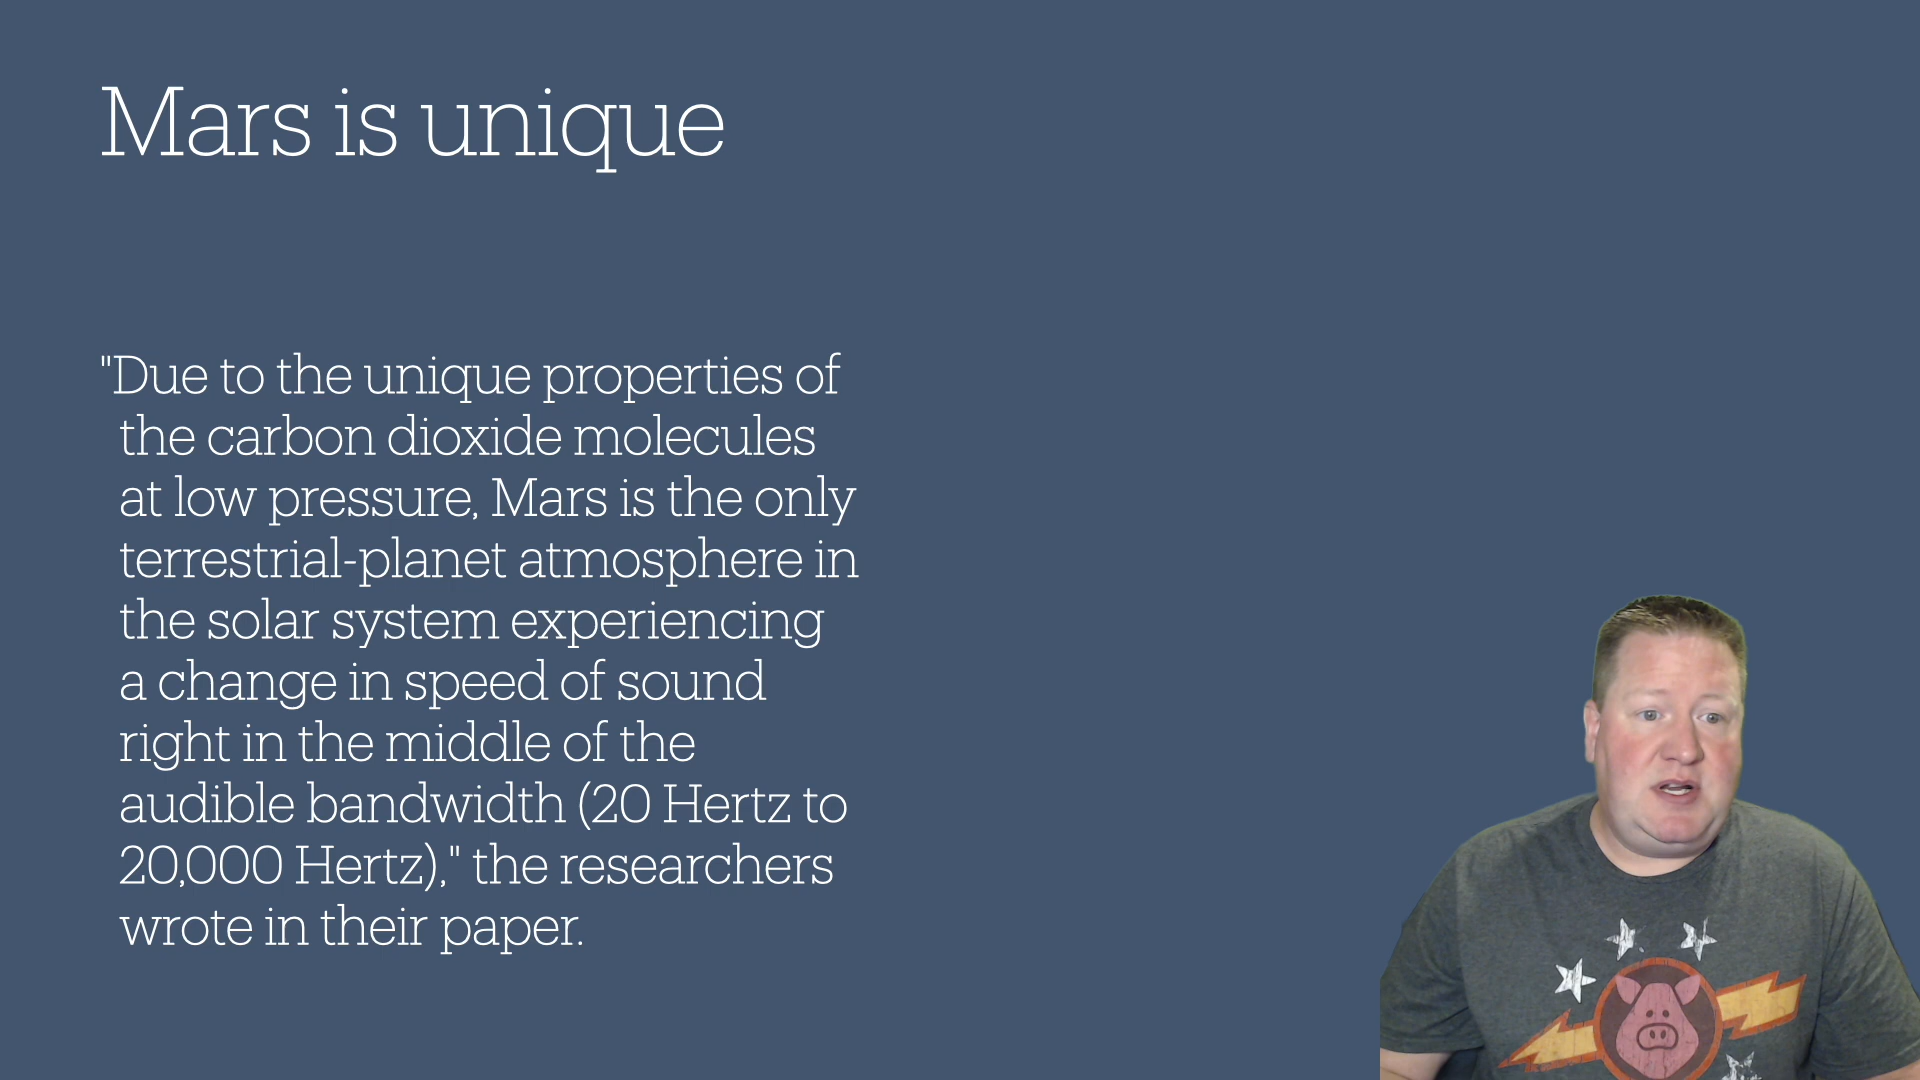 Mars is unique
"Due to the unique properties of
the carbon dioxide molecules
at low pressure, Mars is the only
terrestrial-planet atmosphere in
the solar system experiencing
a change in speed of sound
right in the middle of the
audible bandwidth (20 Hertz to
20,000 Hertz)," the researchers
wrote in their paper.